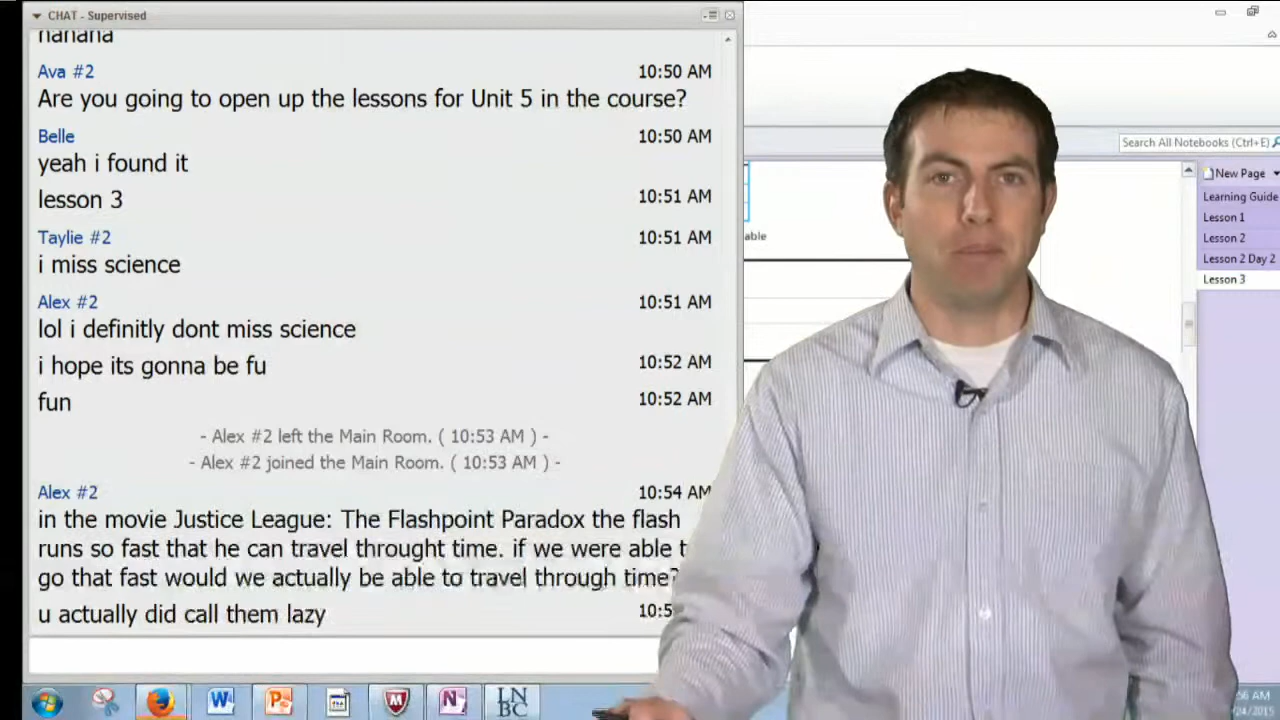 CHAT - Supervised
hahaha
Ava #2 10:50 AM
Are you going to open up the lessons for Unit 5 in the course?
Belle 10:50 AM
yeah i found it
lesson 3 10:51 AM
Taylie #2 10:51 AM
i miss science
Alex #2 10:51 AM
lol i definitly dont miss science
i hope its gonna be fu 10:52 AM
fun 10:52 AM
- Alex #2 left the Main Room. ( 10:53 AM ) -
- Alex #2 joined the Main Room. ( 10:53 AM ) -
Alex #2 10:54 AM
in the movie Justice League: The Flashpoint Paradox the flash
runs so fast that he can travel throught time. if we were able t
go that fast would we actually be able to travel through time?
u actually did call them lazy 10:5
Search All Notebooks (Ctrl+E)
New Page
Learning Guide
Lesson 1
Lesson 2
Lesson 2 Day 2
Lesson 3
able
LN
BC
AM
24/2015